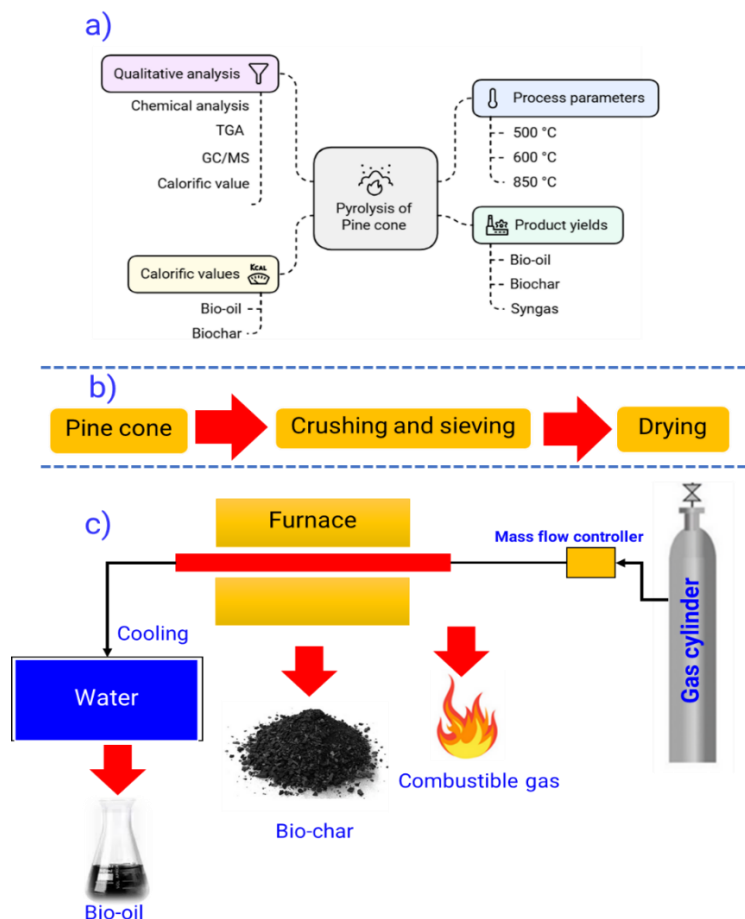 a)
Qualitative analysis
Chemical analysis
TGA
GC/MS
Calorific value
Process parameters
500 °C
600 °C
850 °C
Pyrolysis of
Pine cone
Product yields
Bio-oil
Biochar
Syngas
KCAL
Calorific values
Bio-oil
Biochar
b)
Pine cone
Crushing and sieving
Drying
c)
Furnace
Mass flow controller
Gas cylinder
Cooling
Water
Combustible gas
Bio-char
Bio-oil